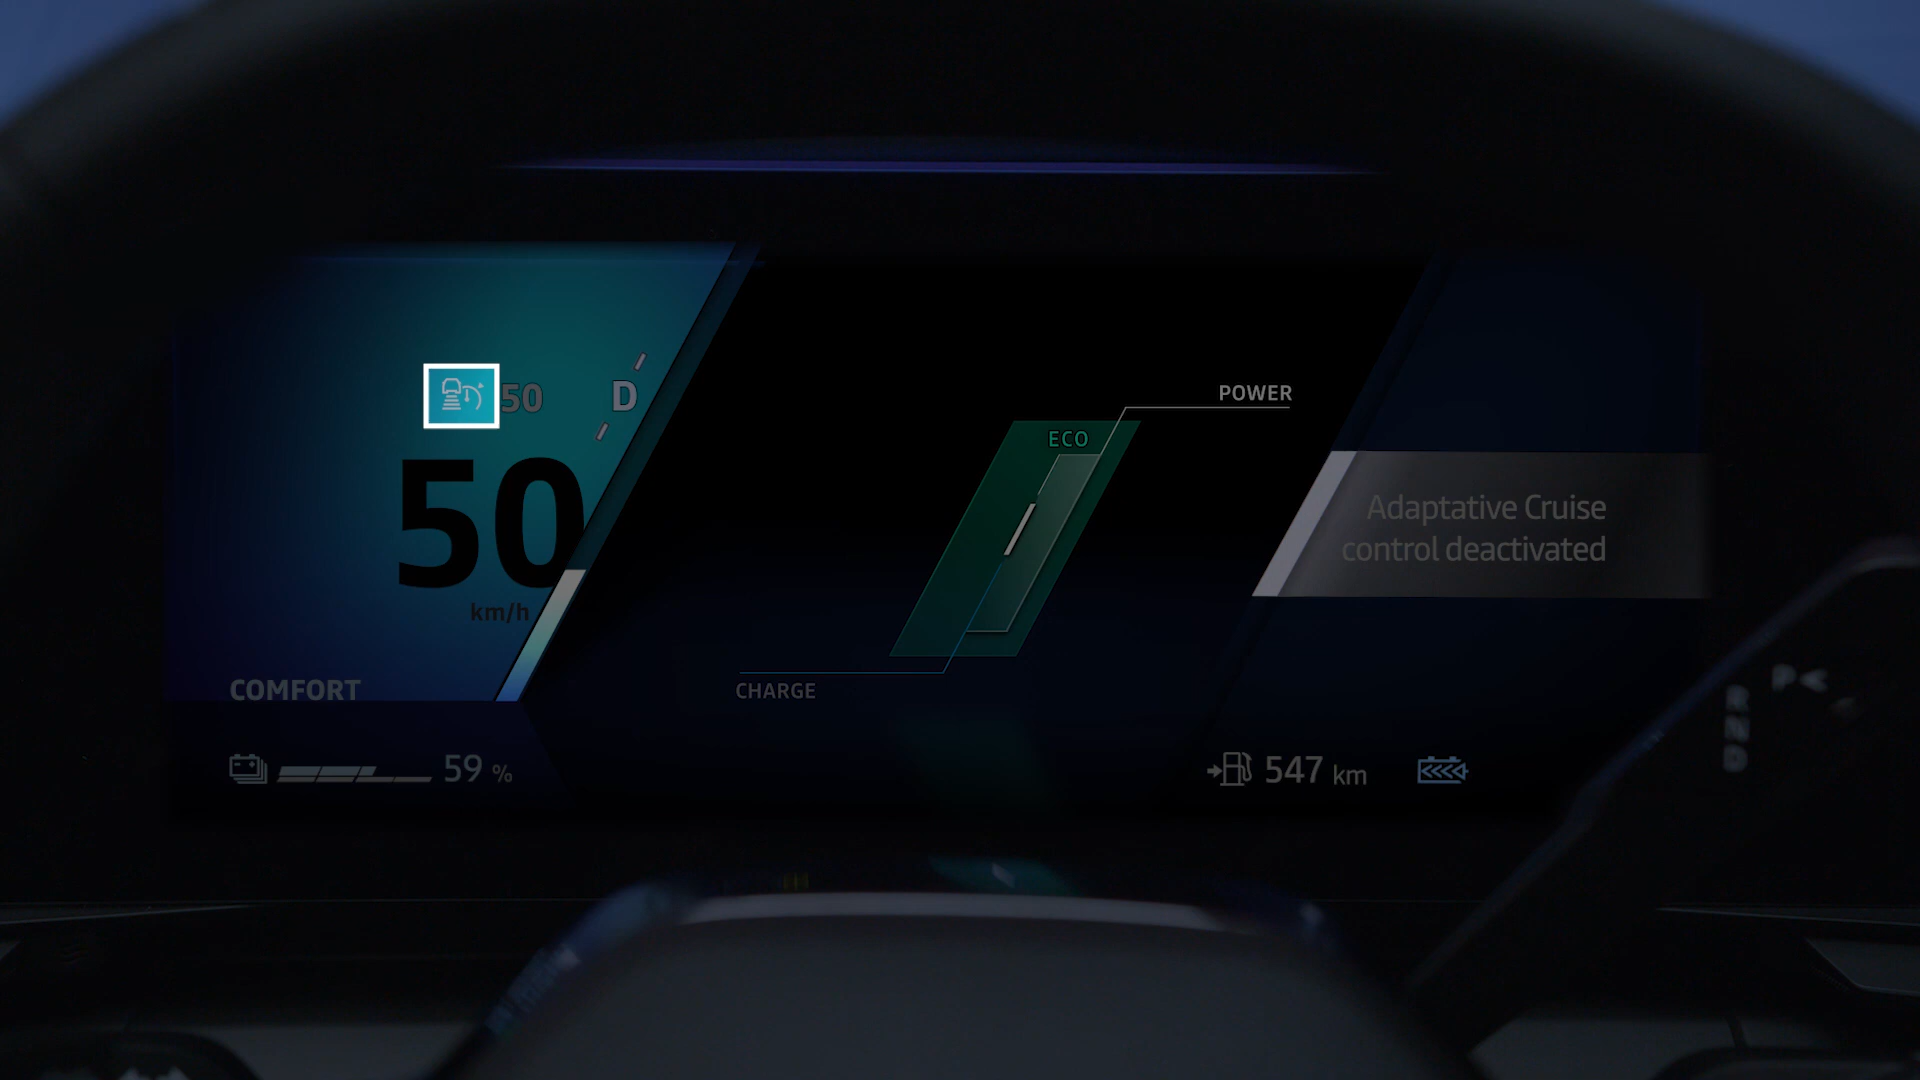 50
D
50
km/h
COMFORT
59 %
POWER
ECO
CHARGE
Adaptative Cruise
control deactivated
547 km
P
R
N
D